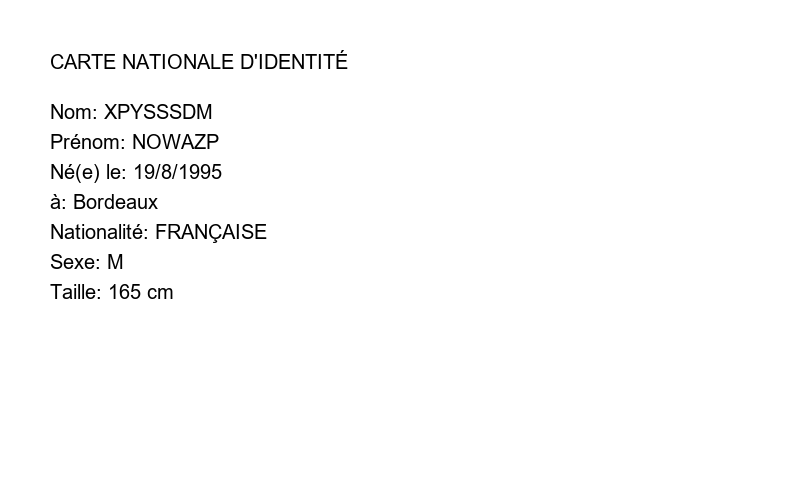 CARTE NATIONALE D'IDENTITÉ
Nom: XPYSSSDM
Prénom: NOWAZP
Né(e) le: 19/8/1995
à: Bordeaux
Nationalité: FRANÇAISE
Sexe: M
Taille: 165 cm